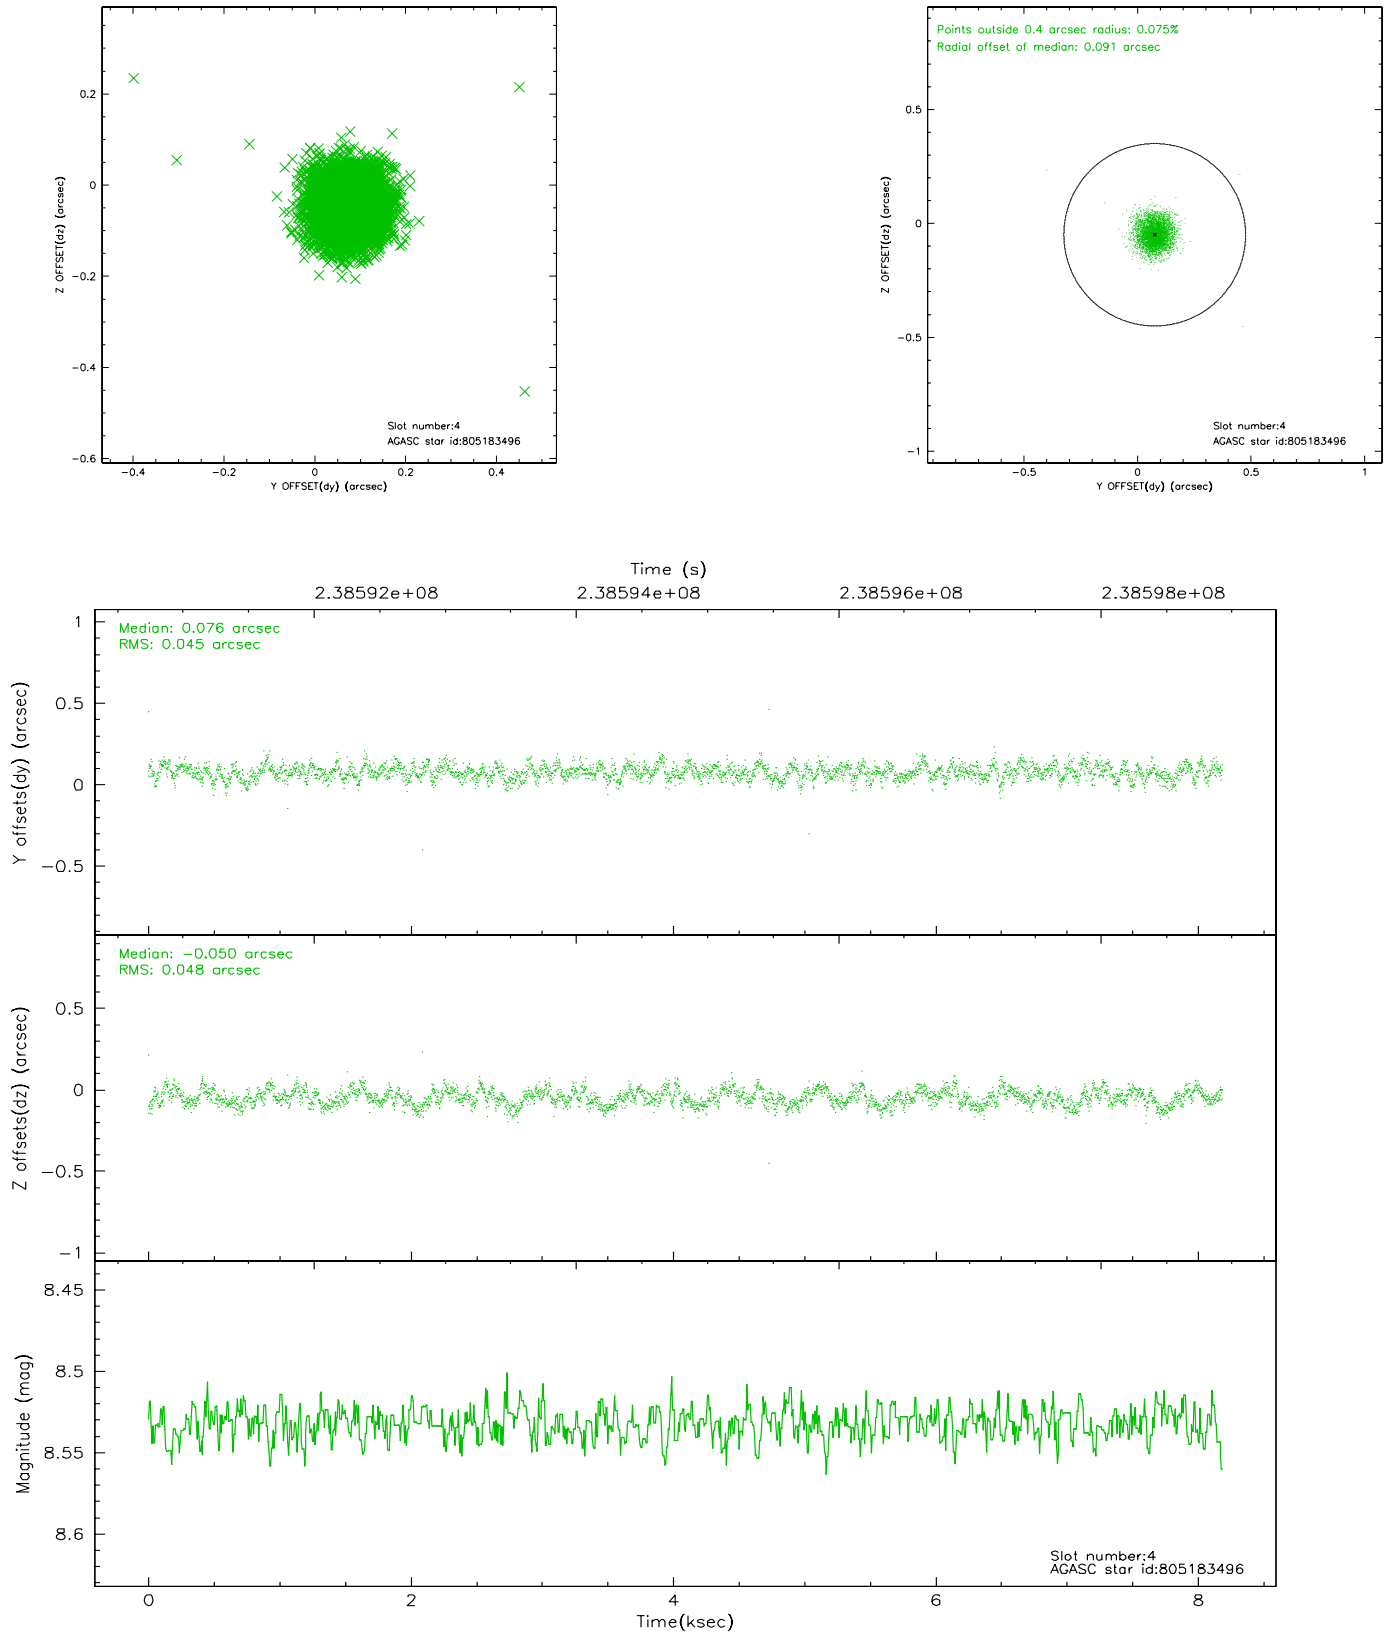 0.2
0
−0.2
−0.4
−0.6
Z OFFSET(dz) (arcsec)
Slot number:4
AGASC star id:805183496
−0.4
−0.2
0
0.2
0.4
Y OFFSET(dy) (arcsec)
Points outside 0.4 arcsec radius: 0.075%
Radial offset of median: 0.091 arcsec
0.5
0
−0.5
−1
Z OFFSET(dz) (arcsec)
Slot number:4
AGASC star id:805183496
−0.5
0
0.5
1
Y OFFSET(dy) (arcsec)
Time (s)
2.38592e+08
2.38594e+08
2.38596e+08
2.38598e+08
Median: 0.076 arcsec
RMS: 0.045 arcsec
1
0.5
0
−0.5
Y offsets(dy) (arcsec)
Median: −0.050 arcsec
RMS: 0.048 arcsec
0.5
0
−0.5
−1
Z offsets(dz) (arcsec)
8.45
8.5
8.55
8.6
Magnitude (mag)
Slot number:4
AGASC star id:805183496
0
2
4
6
8
Time(ksec)